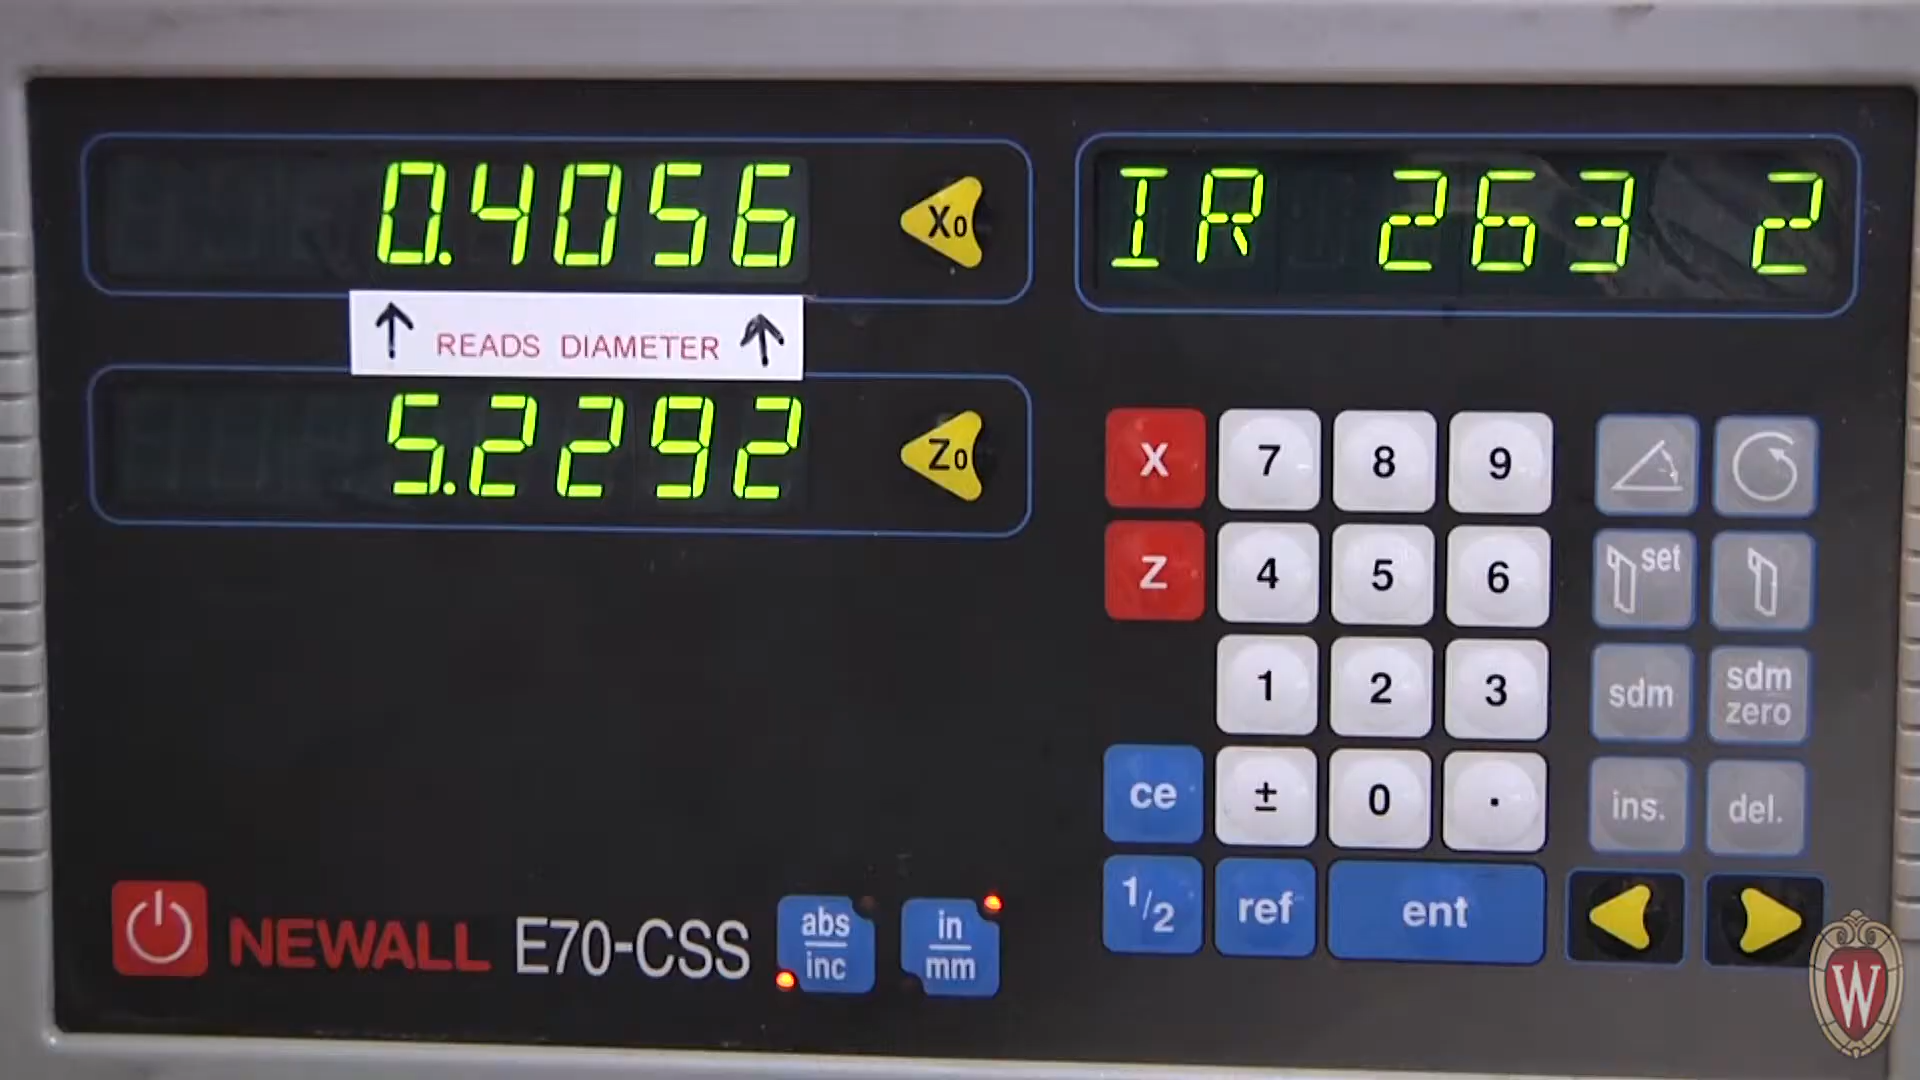 0.4056
X0
IR 263 2
↑ READS DIAMETER ↑
5.2292
Z0
X 7 8 9
Z 4 5 6 set
1 2 3 sdm sdm zero
ce ± 0 . ins. del.
1/2 ref ent
NEWALL E70-CSS abs inc in mm
W